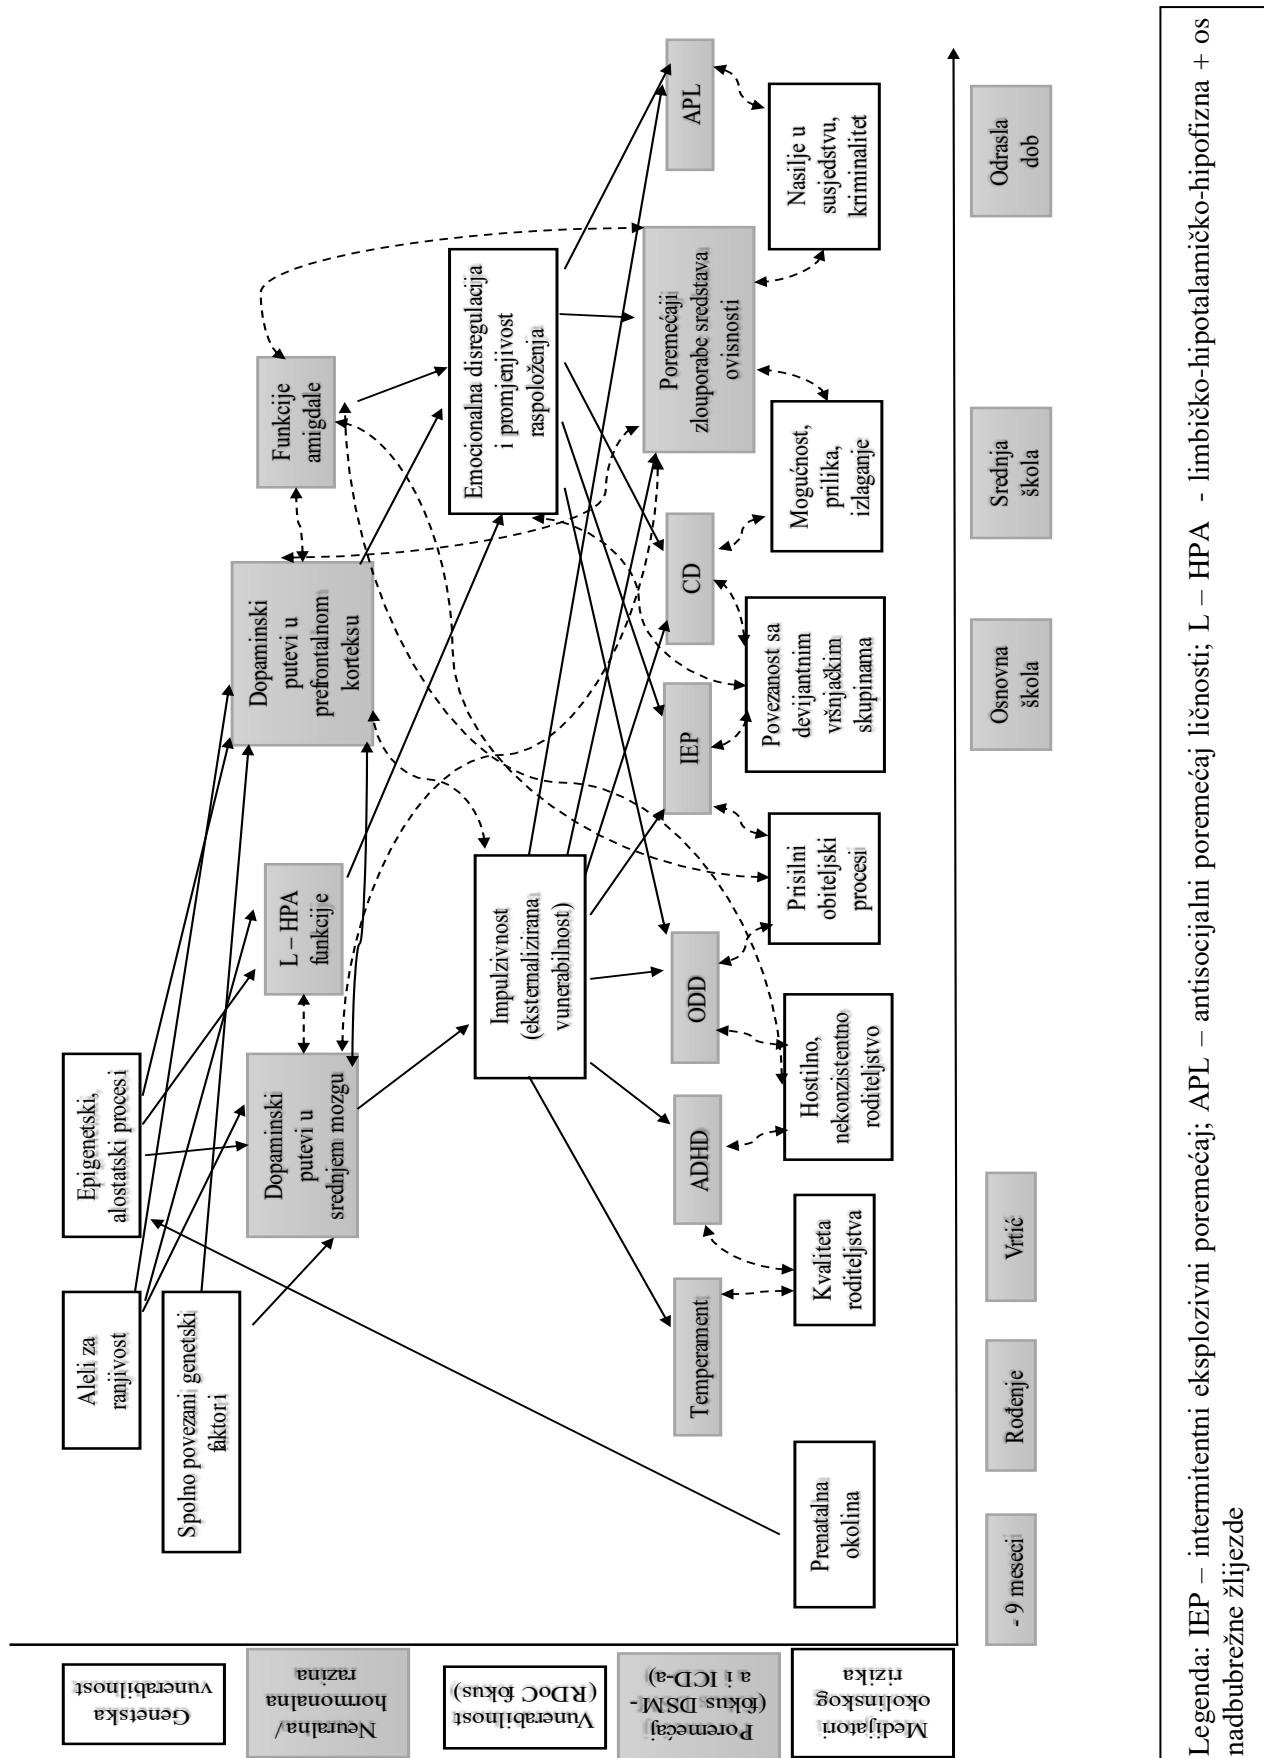 Genetska
vunerabilnost
Neuralna/
hormonalna
razina
Vunerabilnost
(RDoC fokus)
Poremećaj
(fokus DSM-
a i ICD-a)
Medijatori
okolinskog
rizika
Aleli za
ranjivost
Epigenetski,
alostatski procesi
Spolno povezani genetski
faktori
Dopaminski
putevi u
srednjem mozgu
L – HPA
funkcije
Dopaminski
putevi u
prefrontalnom
korteksu
Funkcije
amigdale
Impulzivnost
(eksternalizirana
vunerabilnost)
Emocionalna disregulacija
i promjenjivost
raspoloženja
Temperament
ADHD
ODD
IEP
CD
Poremećaji
zlouporabe sredstava
ovisnosti
APL
Prenatalna
okolina
Kvaliteta
roditeljstva
Hostilno,
nekonzistentno
roditeljstvo
Prisilni
obiteljski
procesi
Povezanost sa
devijantnim
vršnjačkim
skupinama
Mogućnost,
prilika,
izlaganje
Nasilje u
susjedstvu,
kriminalitet
- 9 meseci
Rođenje
Vrtić
Osnovna
škola
Srednja
škola
Odrasla
dob
Legenda: IEP – intermitentni eksplozivni poremećaj; APL – antisocijalni poremećaj ličnosti; L – HPA - limbičko-hipotalamičko-hipofizna + os
nadbubrežne žlijezde